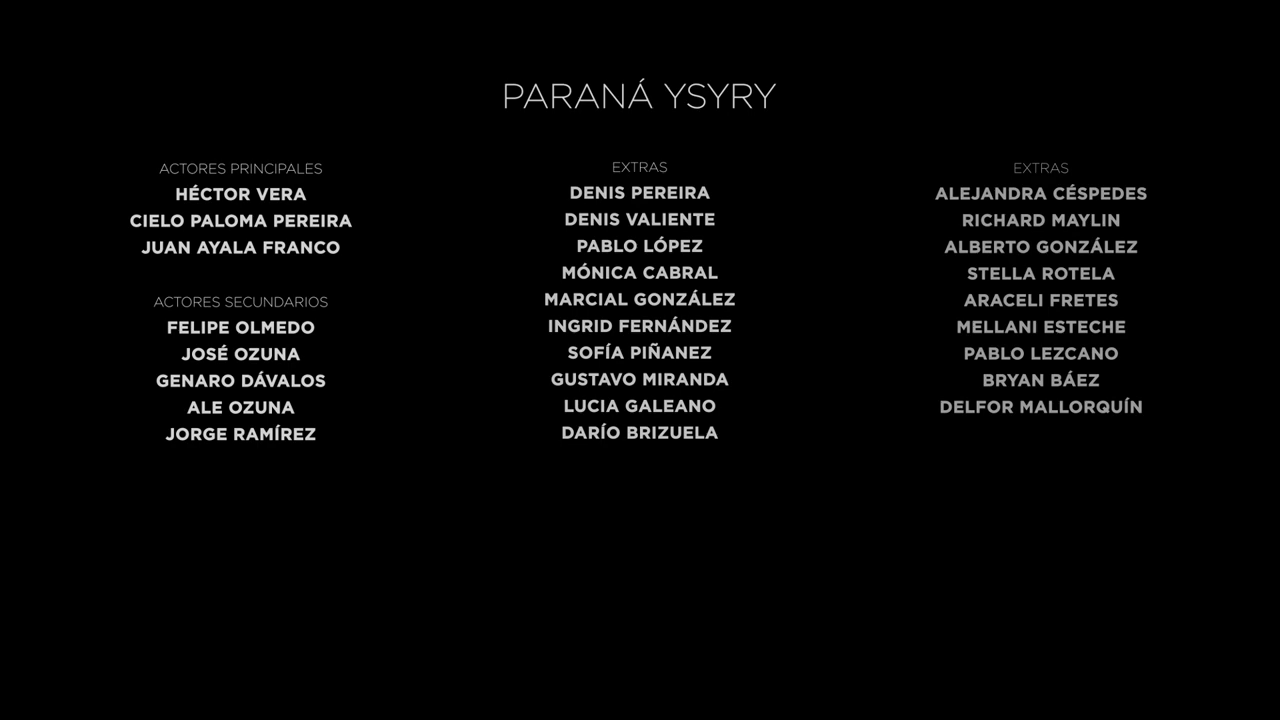 PARANÁ YSYRY
ACTORES PRINCIPALES
HÉCTOR VERA
CIELO PALOMA PEREIRA
JUAN AYALA FRANCO
ACTORES SECUNDARIOS
FELIPE OLMEDO
JOSÉ OZUNA
GENARO DÁVALOS
ALE OZUNA
JORGE RAMÍREZ
EXTRAS
DENIS PEREIRA
DENIS VALIENTE
PABLO LÓPEZ
MÓNICA CABRAL
MARCIAL GONZÁLEZ
INGRID FERNÁNDEZ
SOFÍA PIÑANEZ
GUSTAVO MIRANDA
LUCIA GALEANO
DARÍO BRIZUELA
EXTRAS
ALEJANDRA CÉSPEDES
RICHARD MAYLIN
ALBERTO GONZÁLEZ
STELLA ROTELA
ARACELI FRETES
MELLANI ESTECHE
PABLO LEZCANO
BRYAN BÁEZ
DELFOR MALLORQUÍN